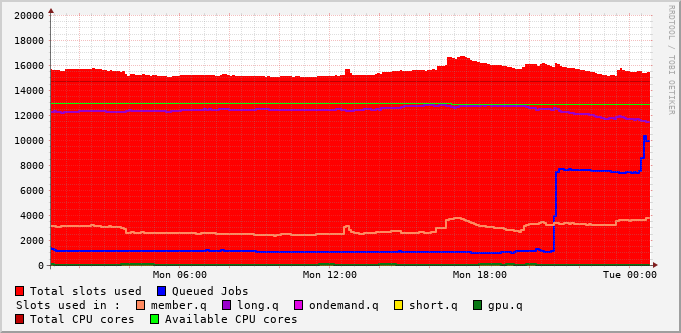 RRDTOOL / TOBI OETIKER
20000
18000
16000
14000
12000
10000
8000
6000
4000
2000
0
Mon 06:00 Mon 12:00 Mon 18:00 Tue 00:00
Total slots used Queued Jobs
Slots used in : member.q long.q ondemand.q short.q gpu.q
Total CPU cores Available CPU cores